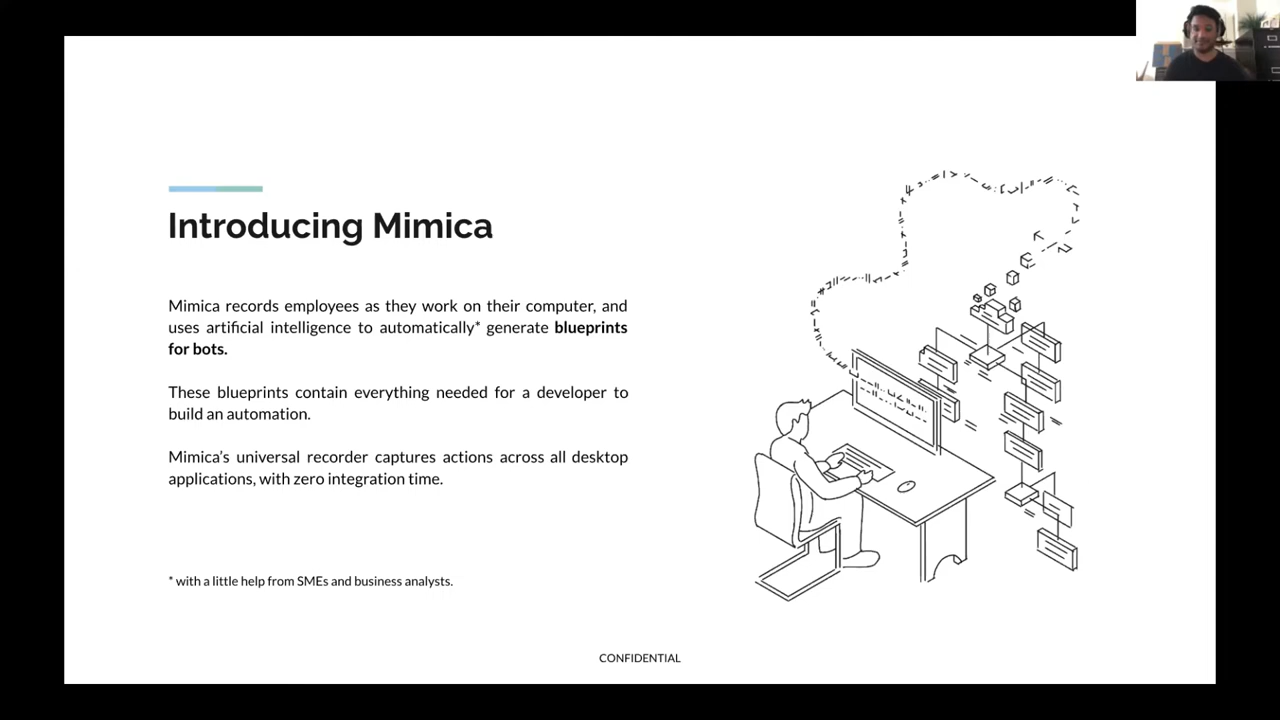 Introducing Mimica
Mimica records employees as they work on their computer, and
uses artificial intelligence to automatically* generate blueprints
for bots.
These blueprints contain everything needed for a developer to
build an automation.
Mimica’s universal recorder captures actions across all desktop
applications, with zero integration time.
* with a little help from SMEs and business analysts.
CONFIDENTIAL